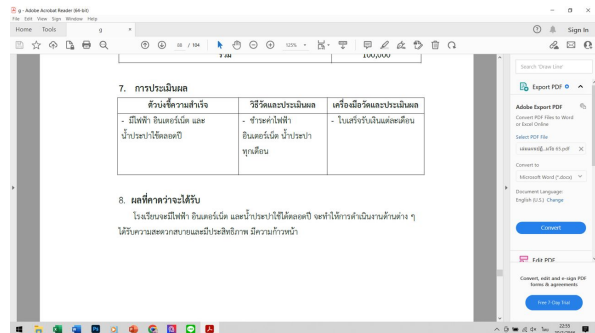 g - Adobe Acrobat Reader (64-bit)
File Edit View Sign Window Help
Home Tools g × Sign In
88 / 104 125%
รวม 100,000
7. การประเมินผล
ตัวบ่งชี้ความสำเร็จ วิธีวัดและประเมินผล เครื่องมือวัดและประเมินผล
- มีไฟฟ้า อินเตอร์เน็ต และ - ชำระค่าไฟฟ้า - ใบเสร็จรับเงินแต่ละเดือน
น้ำประปาใช้ตลอดปี อินเตอร์เน็ต น้ำประปา
ทุกเดือน
8. ผลที่คาดว่าจะได้รับ
โรงเรียนจะมีไฟฟ้า อินเตอร์เน็ต และน้ำประปาใช้ได้ตลอดปี จะทำให้การดำเนินงานด้านต่าง ๆ
ได้รับความสะดวกสบายและมีประสิทธิภาพ มีความก้าวหน้า
Search 'Draw Line'
Export PDF
Adobe Export PDF
Convert PDF Files to Word
or Excel Online
Select PDF File
Convert to
Microsoft Word (*.docx)
Document Language:
English (U.S.) Change
Convert
Edit PDF
Convert, edit and e-sign PDF
forms & agreements
Free 7-Day Trial
22:55